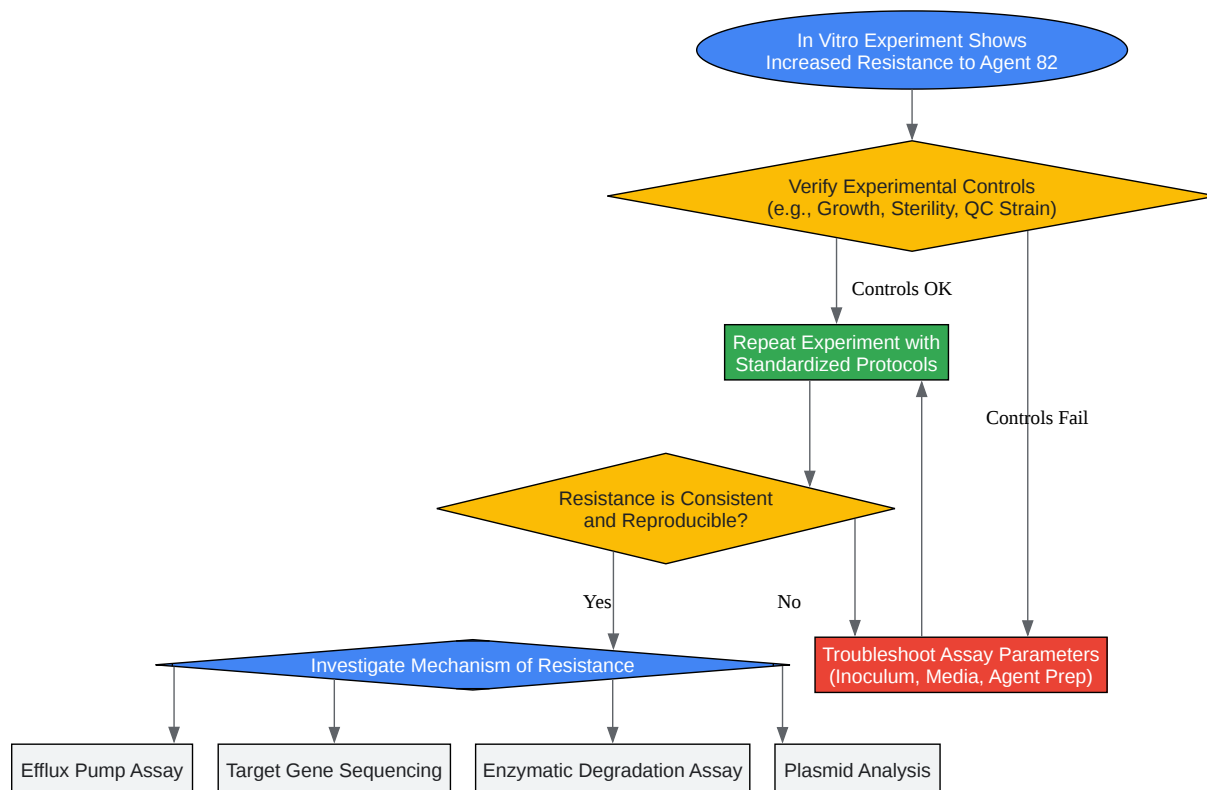 In Vitro Experiment Shows
Increased Resistance to Agent 82
Verify Experimental Controls
(e.g., Growth, Sterility, QC Strain)
Controls OK
Repeat Experiment with
Standardized Protocols
Controls Fail
Resistance is Consistent
and Reproducible?
Yes
No
Investigate Mechanism of Resistance
Troubleshoot Assay Parameters
(Inoculum, Media, Agent Prep)
Efflux Pump Assay
Target Gene Sequencing
Enzymatic Degradation Assay
Plasmid Analysis